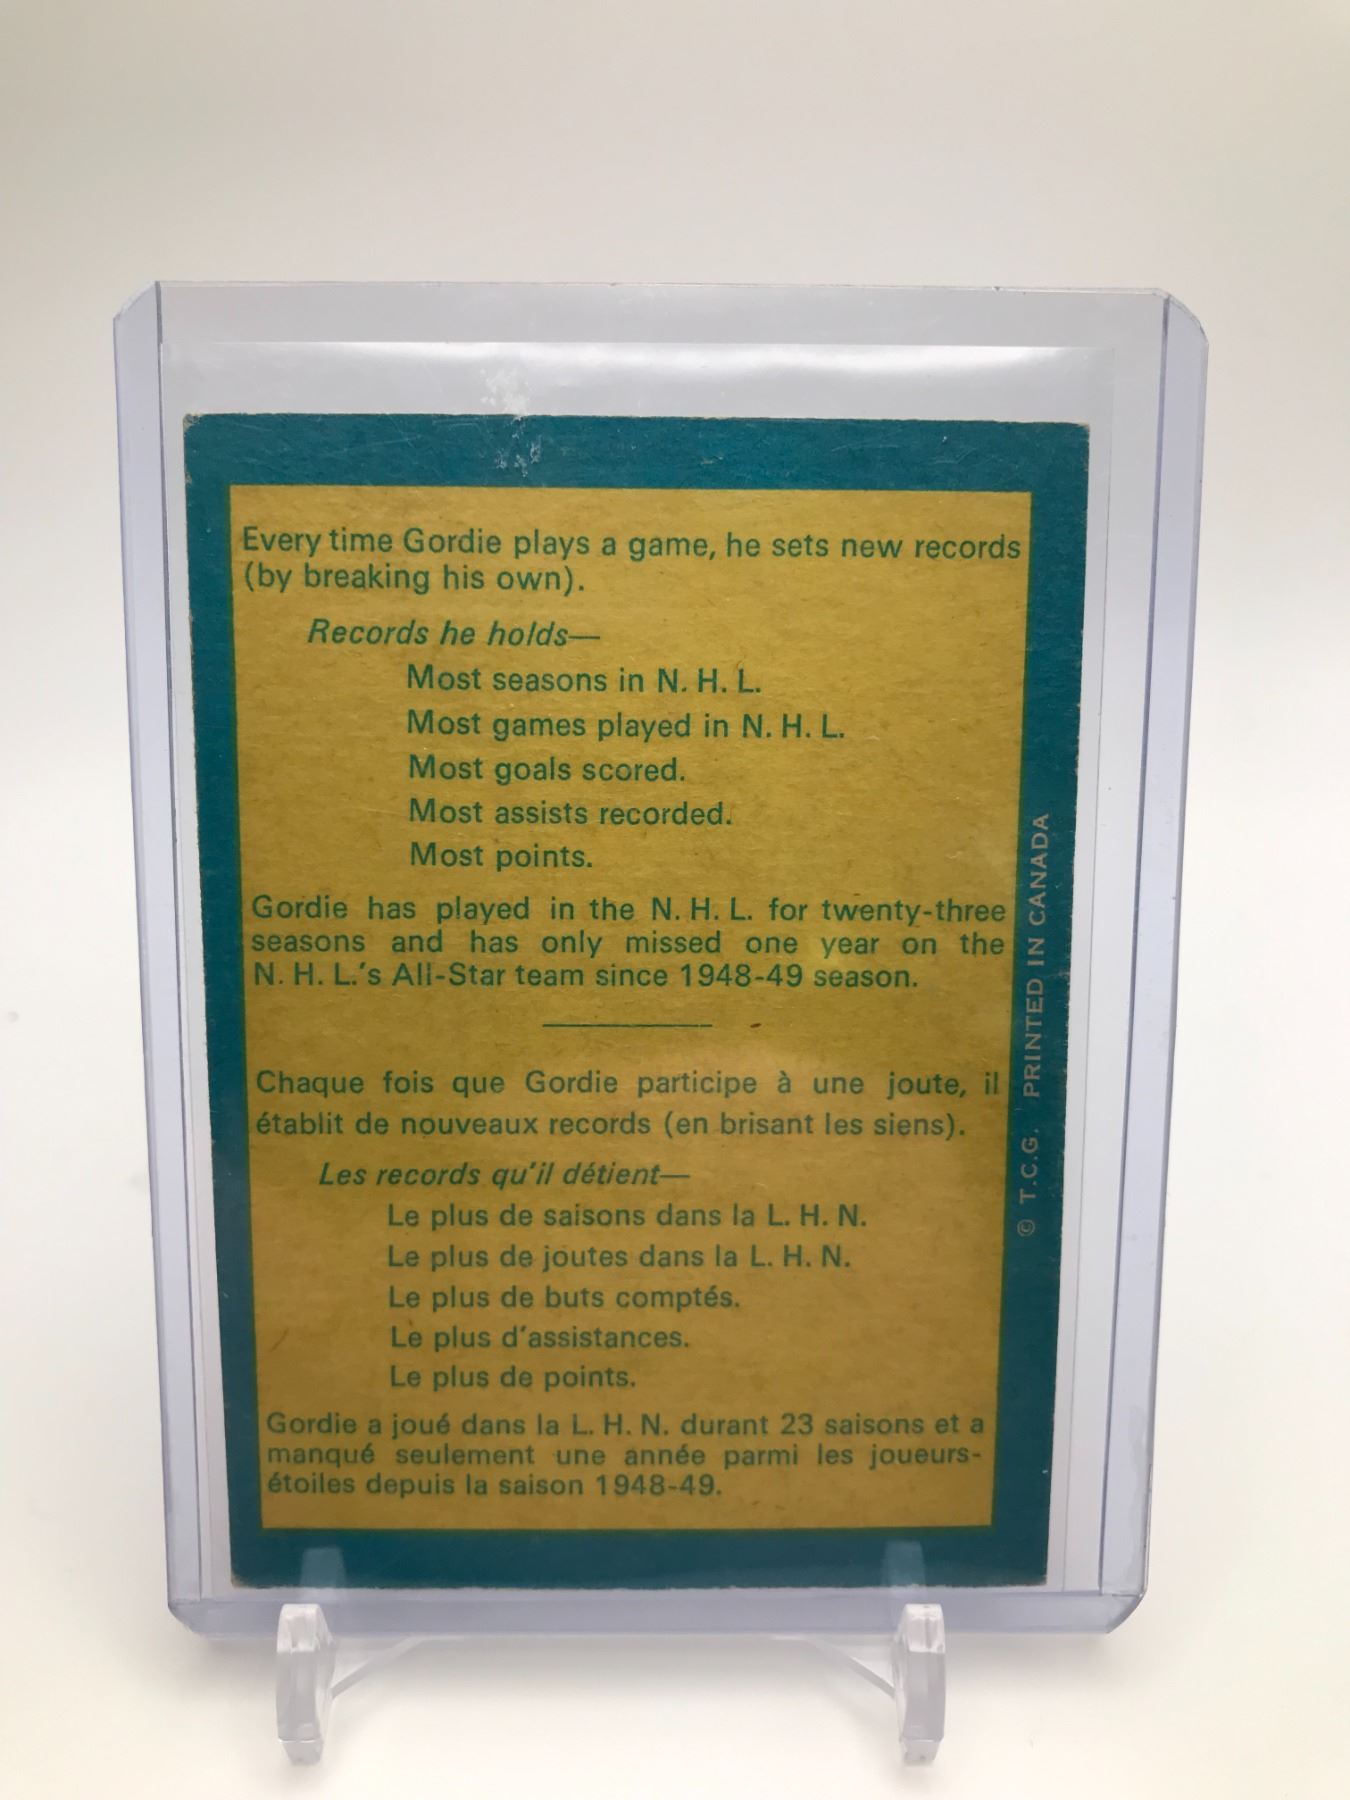 Every time Gordie plays a game, he sets new records
(by breaking his own).
Records he holds—
Most seasons in N. H. L.
Most games played in N. H. L.
Most goals scored.
Most assists recorded.
Most points.
Gordie has played in the N. H. L. for twenty-three
seasons and has only missed one year on the
N. H. L.'s All-Star team since 1948-49 season.
Chaque fois que Gordie participe à une joute, il
établit de nouveaux records (en brisant les siens).
Les records qu'il détient—
Le plus de saisons dans la L. H. N.
Le plus de joutes dans la L. H. N.
Le plus de buts comptés.
Le plus d'assistances.
Le plus de points.
Gordie a joué dans la L. H. N. durant 23 saisons et a
manqué seulement une année parmi les joueurs-
étoiles depuis la saison 1948-49.
© T.C.G. PRINTED IN CANADA